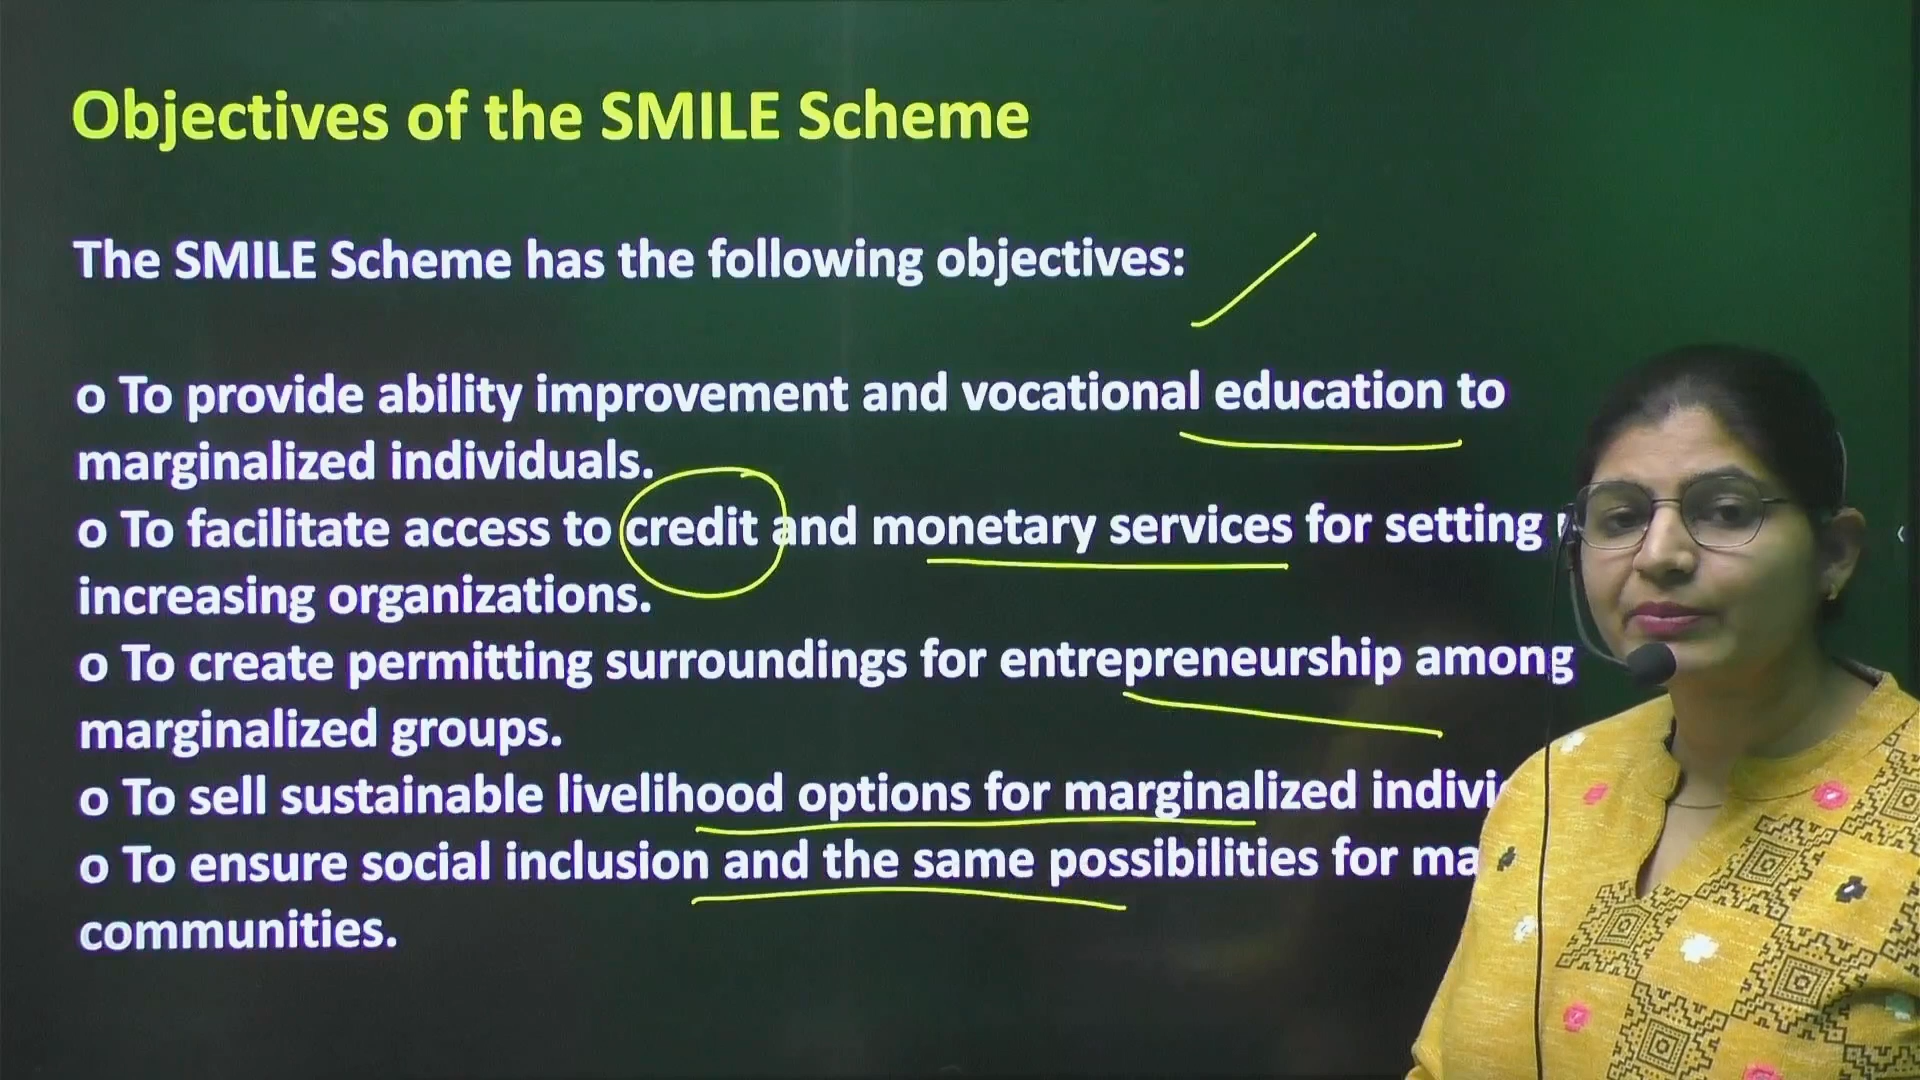 Objectives of the SMILE Scheme
The SMILE Scheme has the following objectives:
o To provide ability improvement and vocational education to
marginalized individuals.
o To facilitate access to credit and monetary services for setting
increasing organizations.
o To create permitting surroundings for entrepreneurship among
marginalized groups.
o To sell sustainable livelihood options for marginalized
o To ensure social inclusion and the same possibilities for
communities.